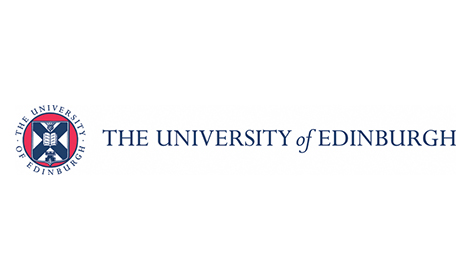 THE UNIVERSITY
OF EDINBURGH
THE UNIVERSITY of EDINBURGH